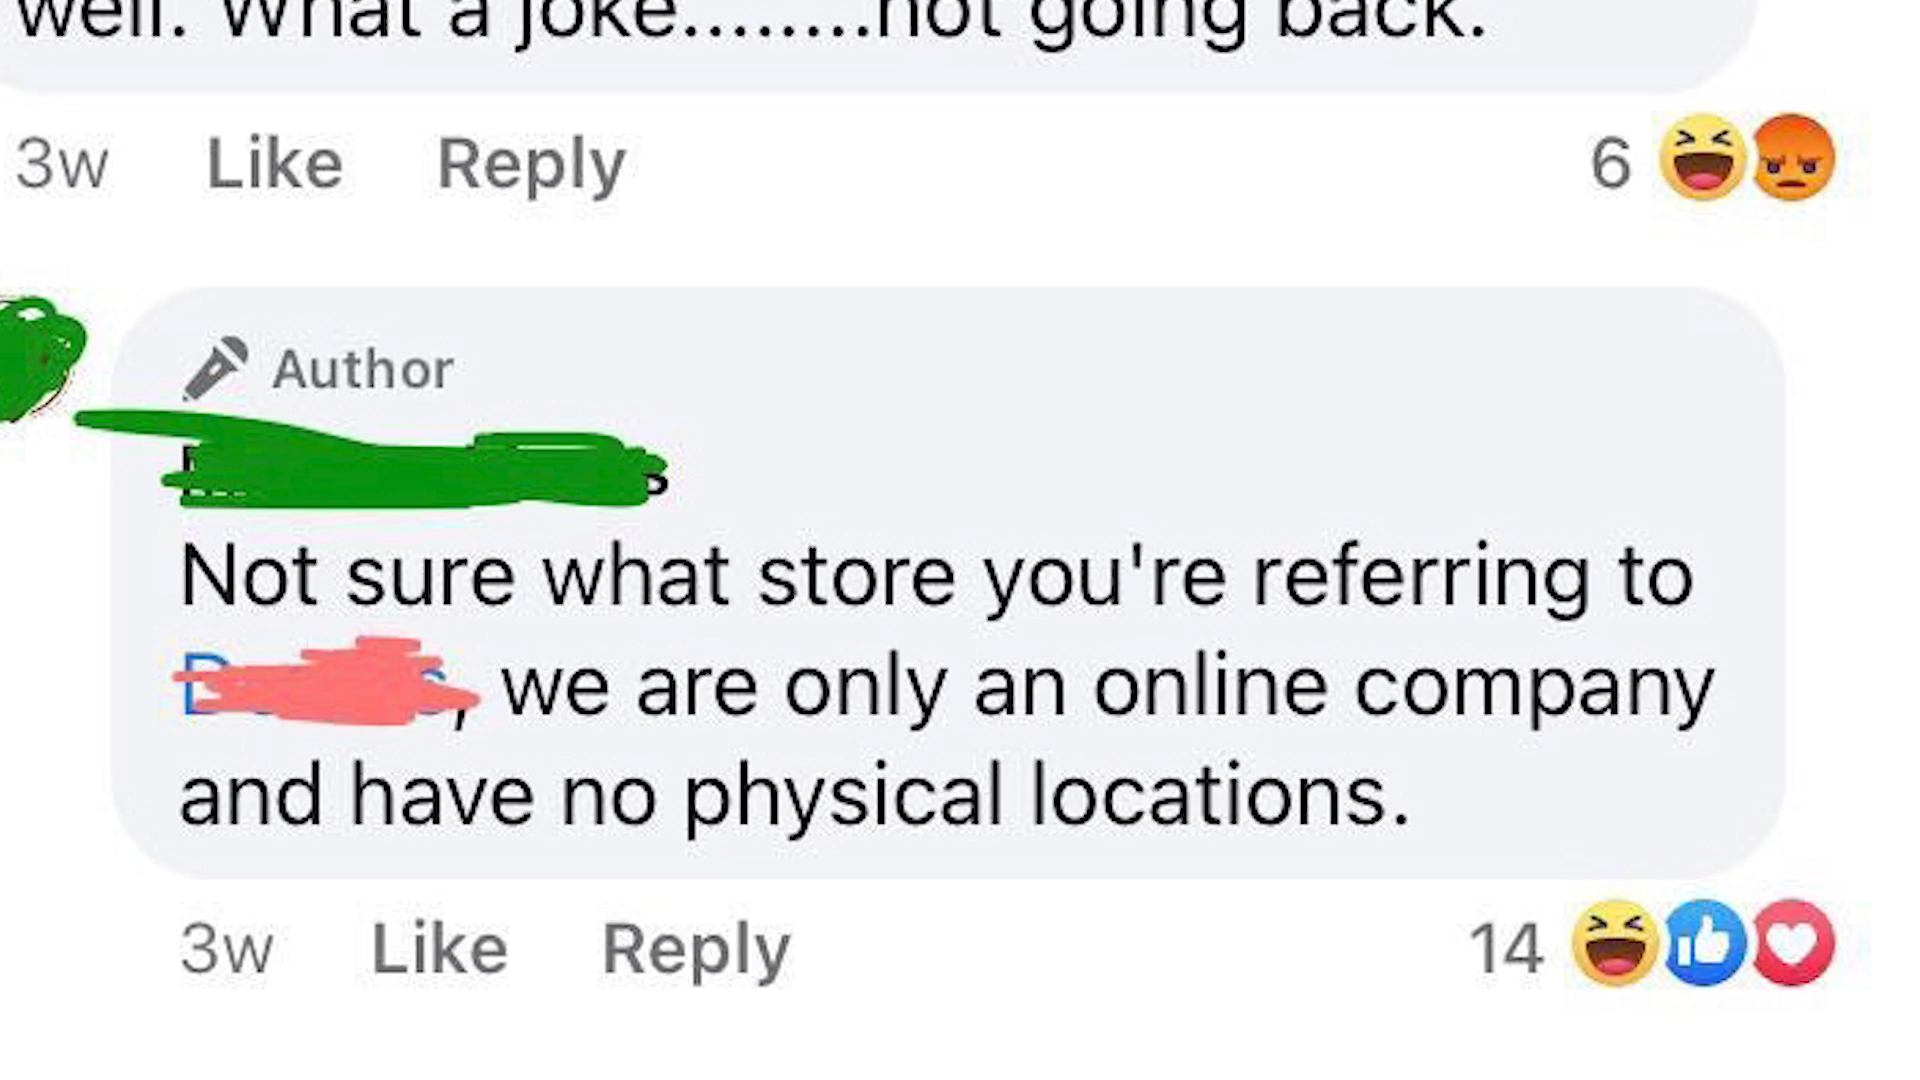 well. What a joke........not going back.
3w Like Reply 6
Author
Not sure what store you're referring to
, we are only an online company
and have no physical locations.
3w Like Reply 14